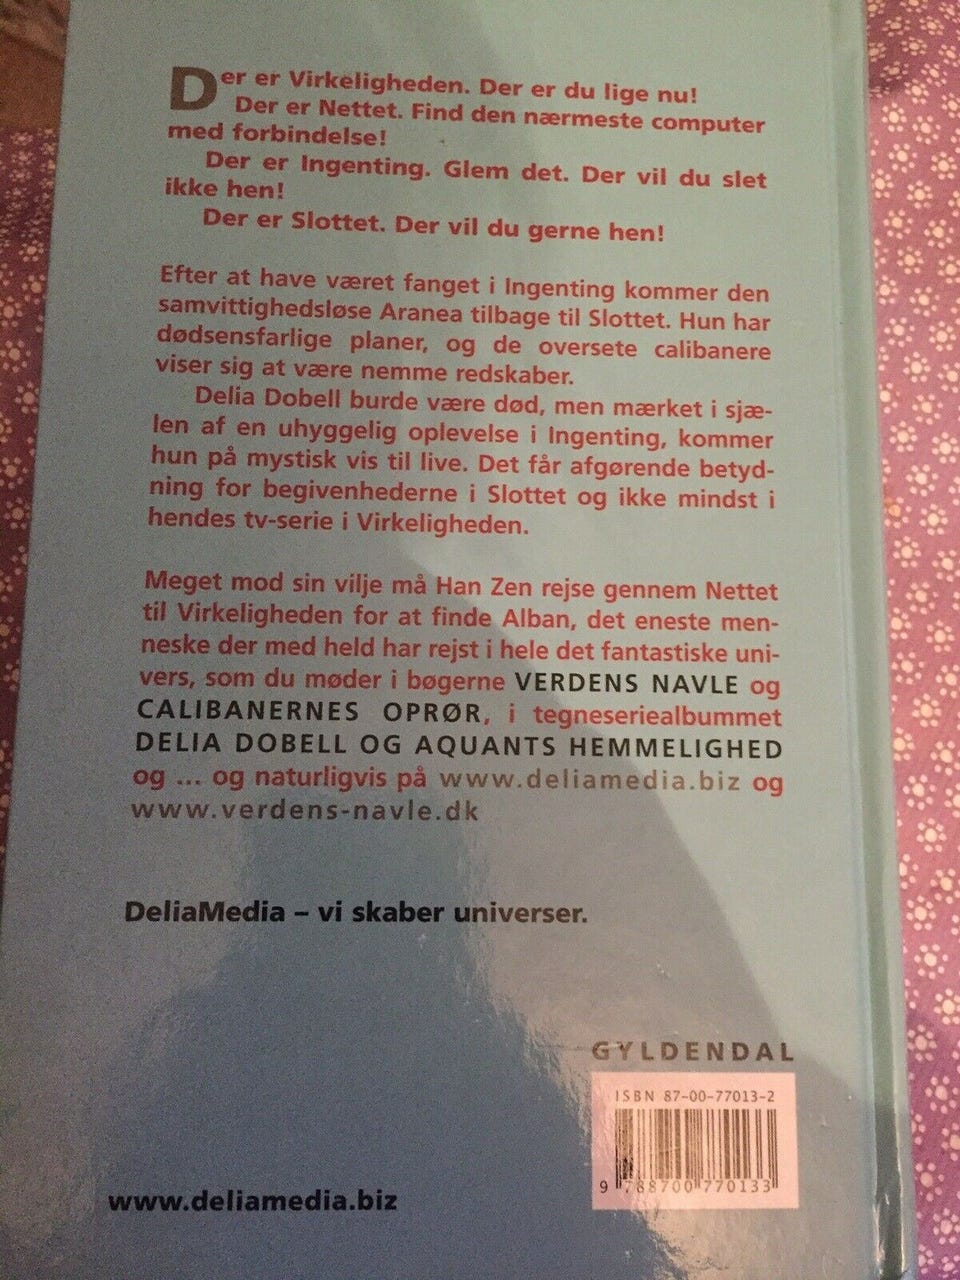 Der er Virkeligheden. Der er du lige nu!
Der er Nettet. Find den nærmeste computer
med forbindelse!
Der er Ingenting. Glem det. Der vil du slet
ikke hen!
Der er Slottet. Der vil du gerne hen!
Efter at have været fanget i Ingenting kommer den
samvittighedsløse Aranea tilbage til Slottet. Hun har
dødsensfarlige planer, og de oversete calibanere
viser sig at være nemme redskaber.
Delia Dobell burde være død, men mærket i sjæ-
len af en uhyggelig oplevelse i Ingenting, kommer
hun på mystisk vis til live. Det får afgørende betyd-
ning for begivenhederne i Slottet og ikke mindst i
hendes tv-serie i Virkeligheden.
Meget mod sin vilje må Han Zen rejse gennem Nettet
til Virkeligheden for at finde Alban, det eneste men-
neske der med held har rejst i hele det fantastiske uni-
vers, som du møder i bøgerne VERDENS NAVLE og
CALIBANERNES OPRØR, i tegneseriealbummet
DELIA DOBELL OG AQUANTS HEMMELIGHED
og ... og naturligvis på www.deliamedia.biz og
www.verdens-navle.dk
DeliaMedia – vi skaber universer.
GYLDENDAL
ISBN 87-00-77013-2
9 788700 770133
www.deliamedia.biz